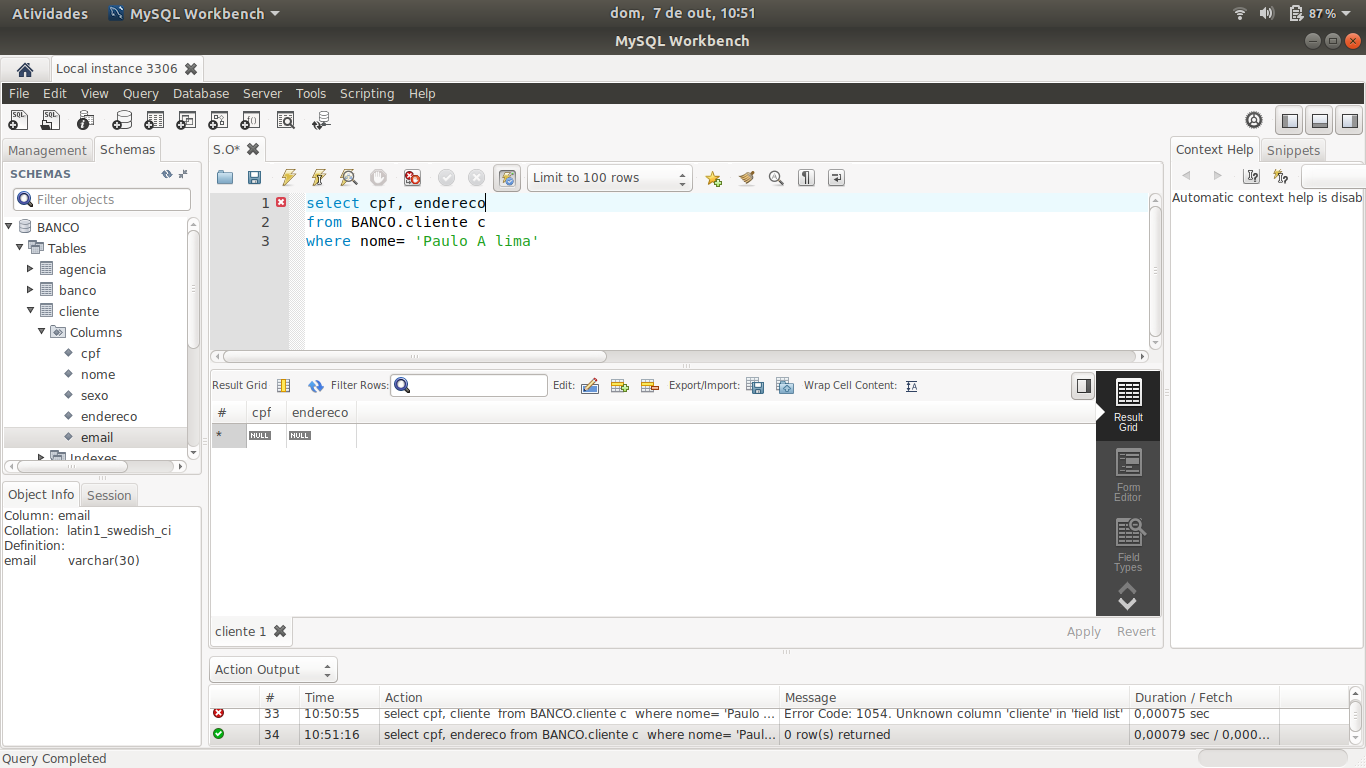 Atividades MySQL Workbench dom, 7 de out, 10:51 87%
MySQL Workbench
Local instance 3306
File Edit View Query Database Server Tools Scripting Help
Management Schemas
S.O*
Context Help Snippets
SCHEMAS
Filter objects
BANCO
Tables
agencia
banco
cliente
Columns
cpf
nome
sexo
endereco
email
Indexes
Object Info Session
Column: email
Collation: latin1_swedish_ci
Definition:
email varchar(30)
Limit to 100 rows
1 select cpf, endereco
2 from BANCO.cliente c
3 where nome= 'Paulo A lima'
Automatic context help is disab
Result Grid Filter Rows: Edit: Export/Import: Wrap Cell Content:
# cpf endereco
* NULL NULL
Result
Grid
Form
Editor
Field
Types
cliente 1 Apply Revert
Action Output
# Time Action Message Duration / Fetch
33 10:50:55 select cpf, cliente from BANCO.cliente c where nome= 'Paulo ... Error Code: 1054. Unknown column 'cliente' in 'field list' 0,00075 sec
34 10:51:16 select cpf, endereco from BANCO.cliente c where nome= 'Paul... 0 row(s) returned 0,00079 sec / 0,000...
Query Completed